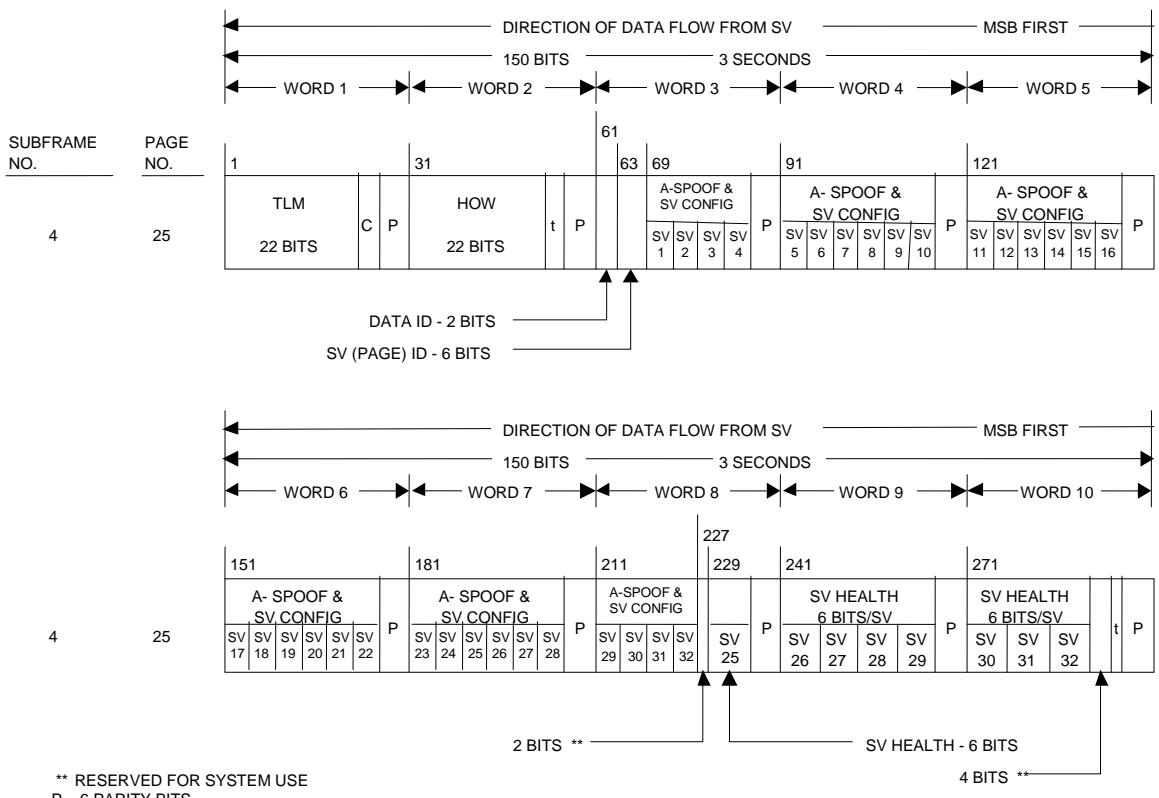 DIRECTION OF DATA FLOW FROM SV MSB FIRST
150 BITS 3 SECONDS
WORD 1 WORD 2 WORD 3 WORD 4 WORD 5
SUBFRAME NO.
PAGE NO.
61
1 31 63 69 91 121
TLM
22 BITS
C
P
HOW
22 BITS
t
P
A-SPOOF &
SV CONFIG
SV 1 SV 2 SV 3 SV 4
P
A- SPOOF &
SV CONFIG
SV 5 SV 6 SV 7 SV 8 SV 9 SV 10
P
A- SPOOF &
SV CONFIG
SV 11 SV 12 SV 13 SV 14 SV 15 SV 16
P
4 25
DATA ID - 2 BITS
SV (PAGE) ID - 6 BITS
DIRECTION OF DATA FLOW FROM SV MSB FIRST
150 BITS 3 SECONDS
WORD 6 WORD 7 WORD 8 WORD 9 WORD 10
227
151 181 211 229 241 271
A- SPOOF &
SV CONFIG
SV 17 SV 18 SV 19 SV 20 SV 21 SV 22
P
A- SPOOF &
SV CONFIG
SV 23 SV 24 SV 25 SV 26 SV 27 SV 28
P
A-SPOOF &
SV CONFIG
SV 29 SV 30 SV 31 SV 32
SV 25
P
SV HEALTH
6 BITS/SV
SV 26 SV 27 SV 28 SV 29
P
SV HEALTH
6 BITS/SV
SV 30 SV 31 SV 32
t
P
4 25
2 BITS **
SV HEALTH - 6 BITS
4 BITS **
** RESERVED FOR SYSTEM USE